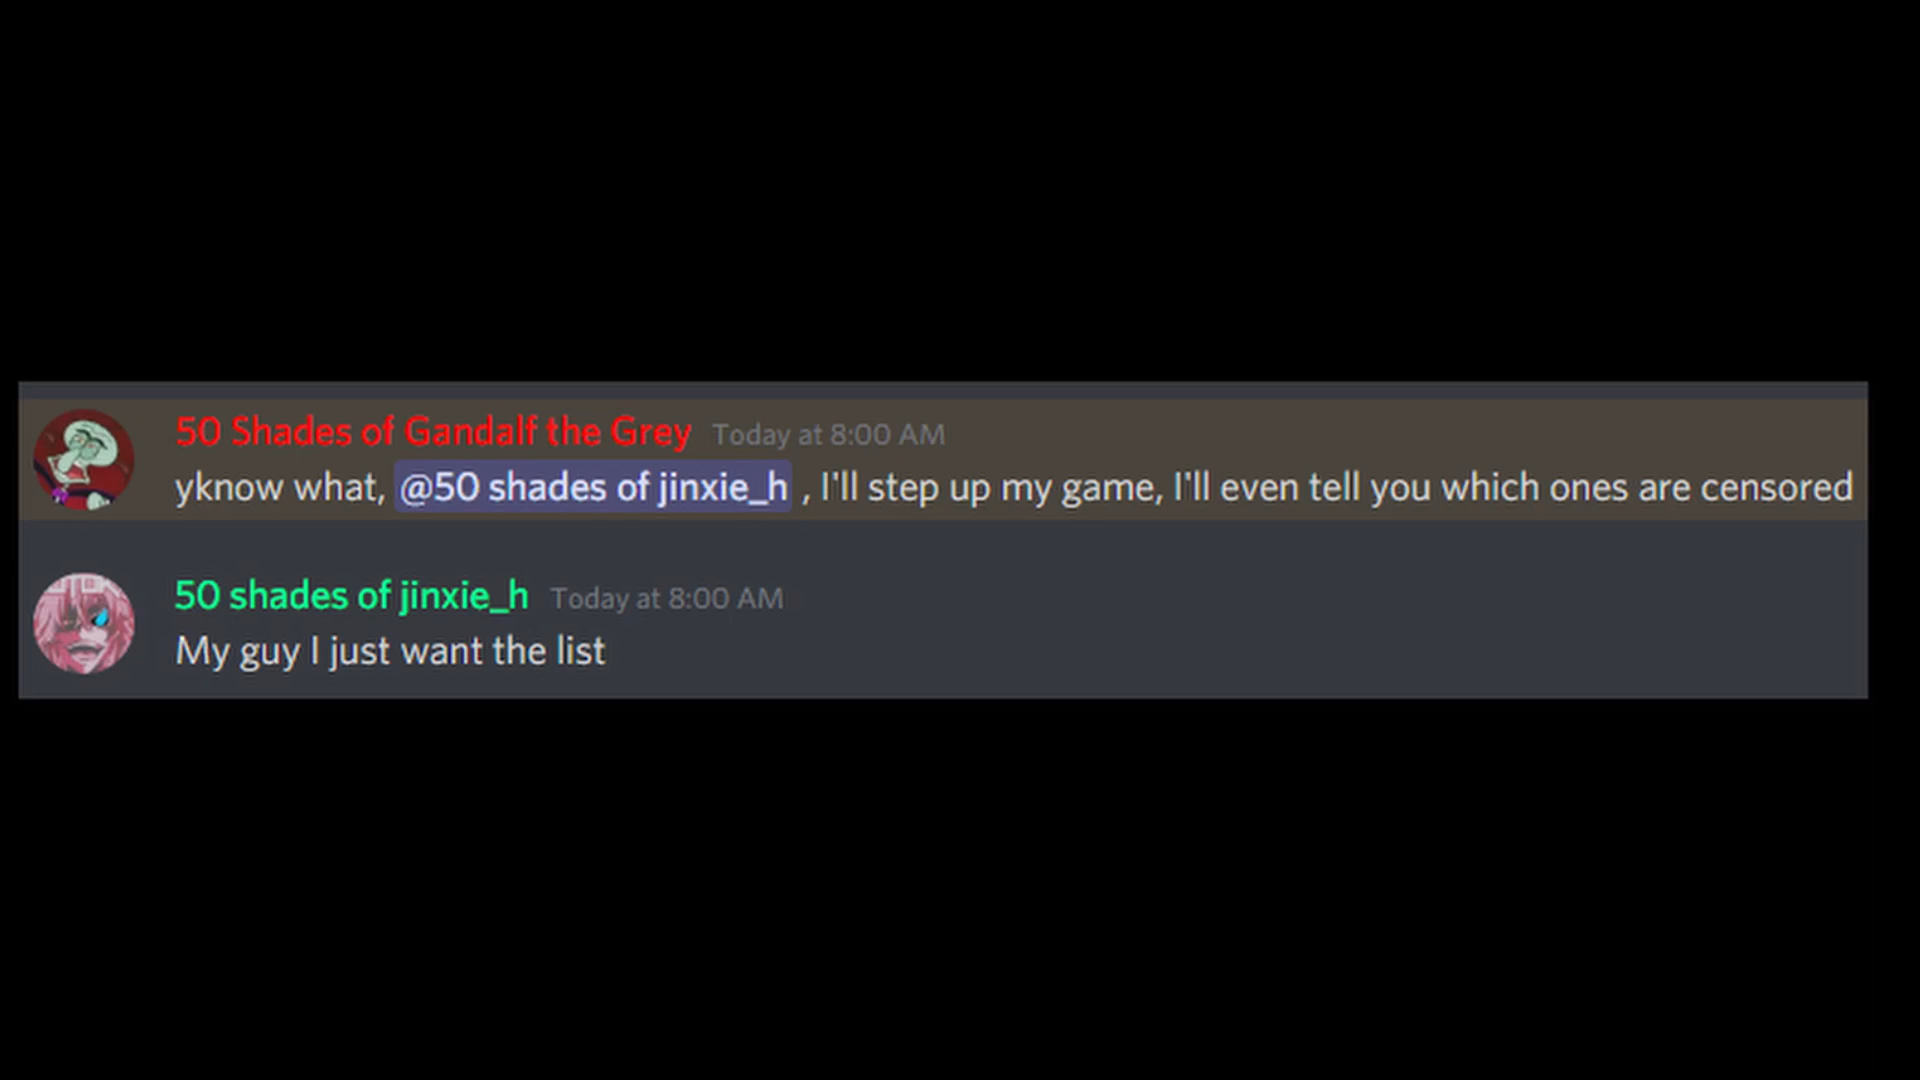 50 Shades of Gandalf the Grey Today at 8:00 AM
yknow what, @50 shades of jinxie_h , I'll step up my game, I'll even tell you which ones are censored
50 shades of jinxie_h Today at 8:00 AM
My guy I just want the list